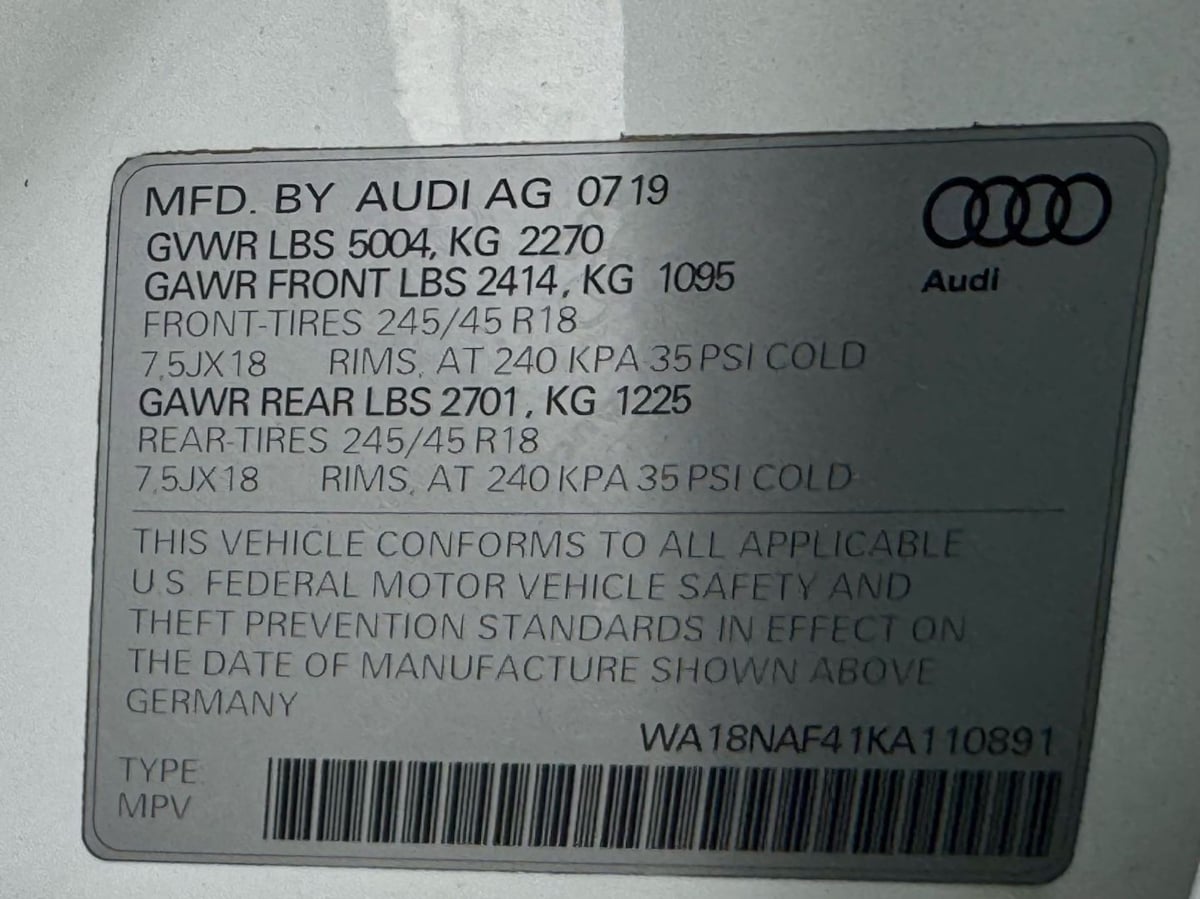 MFD. BY AUDI AG 07 19
GVWR LBS 5004, KG 2270
GAWR FRONT LBS 2414, KG 1095
FRONT-TIRES 245/45 R18
7,5JX18 RIMS, AT 240 KPA 35 PSI COLD
GAWR REAR LBS 2701, KG 1225
REAR-TIRES 245/45 R18
7,5JX18 RIMS, AT 240 KPA 35 PSI COLD
Audi
THIS VEHICLE CONFORMS TO ALL APPLICABLE
U.S FEDERAL MOTOR VEHICLE SAFETY AND
THEFT PREVENTION STANDARDS IN EFFECT ON
THE DATE OF MANUFACTURE SHOWN ABOVE
GERMANY
WA18NAF41KA110891
TYPE:
MPV